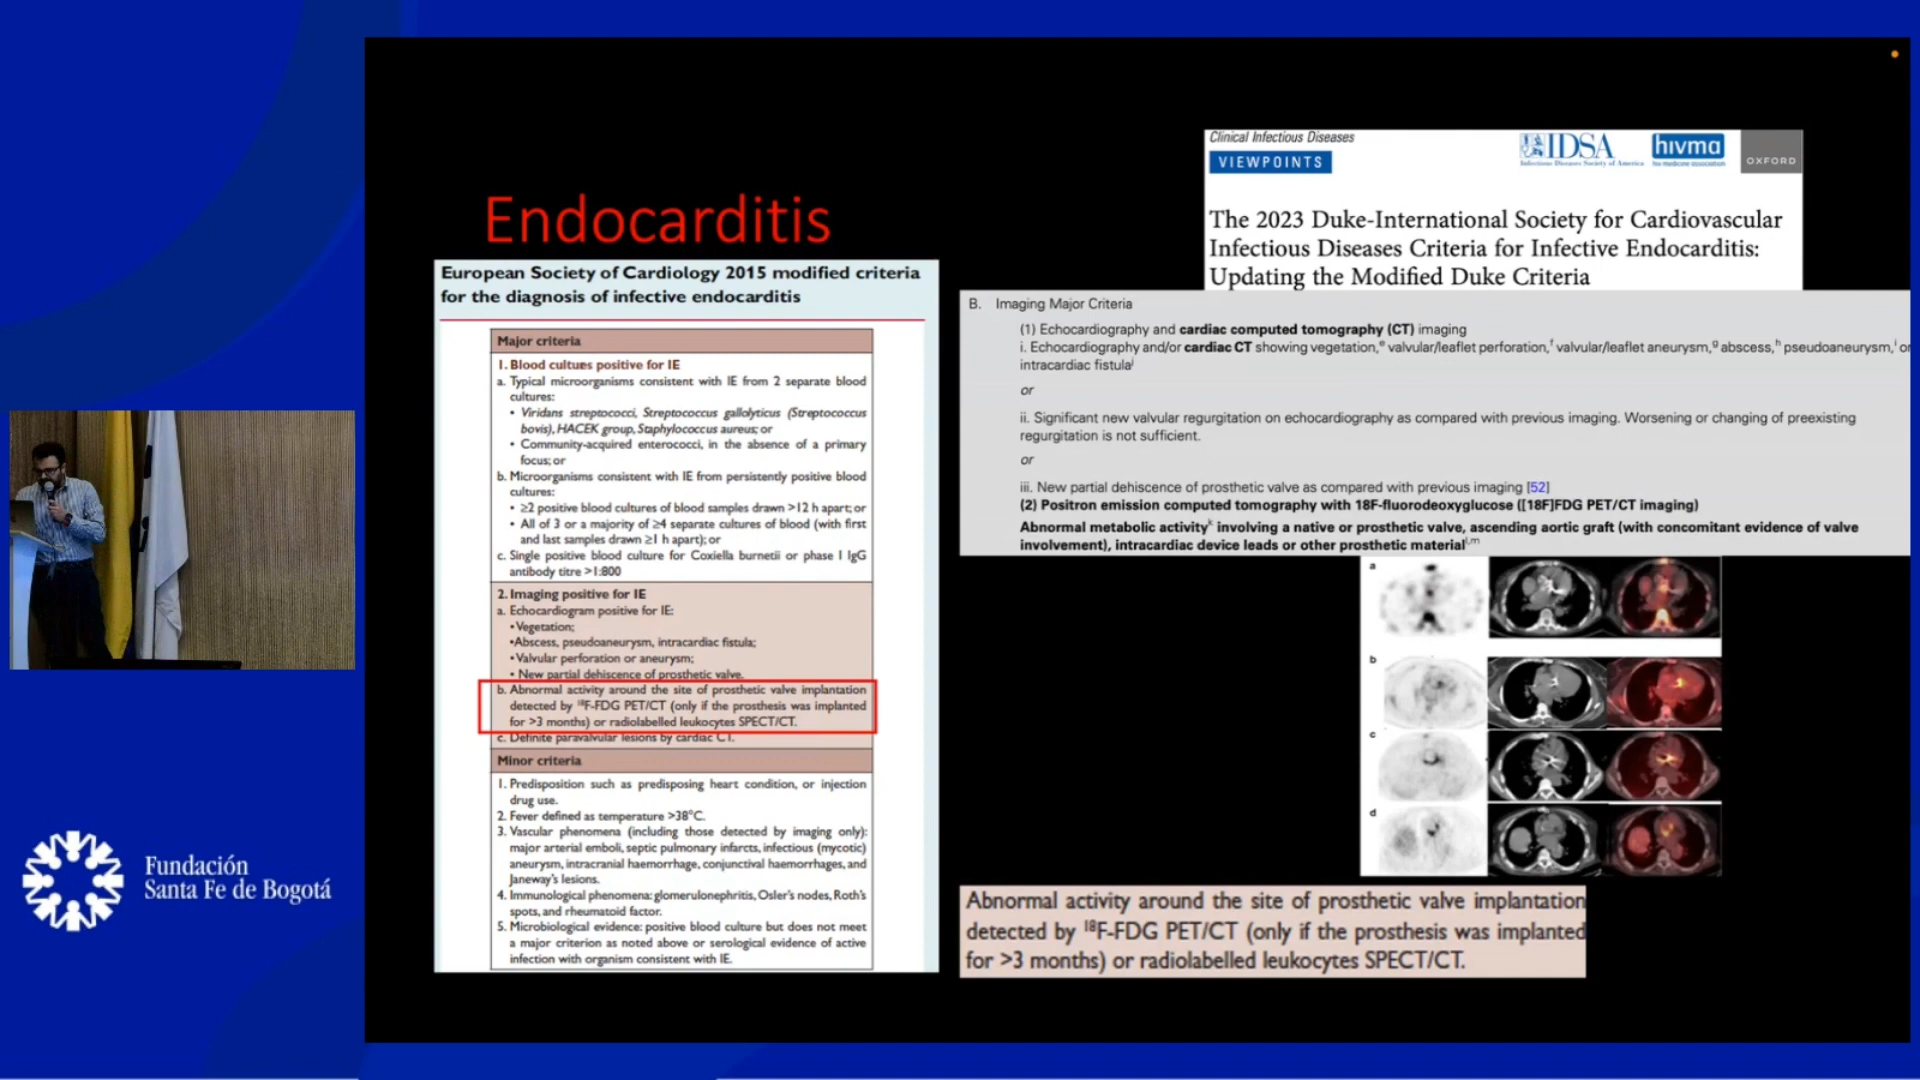 Endocarditis
European Society of Cardiology 2015 modified criteria
for the diagnosis of infective endocarditis
Major criteria
1. Blood cultures positive for IE
a. Typical microorganisms consistent with IE from 2 separate blood
cultures:
• Viridans streptococci, Streptococcus gallolyticus (Streptococcus
bovis), HACEK group, Staphylococcus aureus; or
• Community-acquired enterococci, in the absence of a primary
focus; or
b. Microorganisms consistent with IE from persistently positive blood
cultures:
• ≥2 positive blood cultures of blood samples drawn >12 h apart; or
• All of 3 or a majority of ≥4 separate cultures of blood (with first
and last samples drawn ≥1 h apart); or
c. Single positive blood culture for Coxiella burnetii or phase I IgG
antibody titre >1:800
2. Imaging positive for IE
a. Echocardiogram positive for IE:
• Vegetation;
• Abscess, pseudoaneurysm, intracardiac fistula;
• Valvular perforation or aneurysm;
• New partial dehiscence of prosthetic valve.
b. Abnormal activity around the site of prosthetic valve implantation
detected by ¹⁸F-FDG PET/CT (only if the prosthesis was implanted
for >3 months) or radiolabelled leukocytes SPECT/CT.
c. Definite paravalvular lesions by cardiac CT.
Minor criteria
1. Predisposition such as predisposing heart condition, or injection
drug use.
2. Fever defined as temperature >38°C.
3. Vascular phenomena (including those detected by imaging only):
major arterial emboli, septic pulmonary infarcts, infectious (mycotic)
aneurysm, intracranial haemorrhage, conjunctival haemorrhages, and
Janeway's lesions.
4. Immunological phenomena: glomerulonephritis, Osler's nodes, Roth's
spots, and rheumatoid factor.
5. Microbiological evidence: positive blood culture but does not meet
a major criterion as noted above or serological evidence of active
infection with organism consistent with IE.
Clinical Infectious Diseases
VIEWPOINTS
IDSA
Infectious Diseases Society of America
hivma
hiv medicine association
OXFORD
The 2023 Duke-International Society for Cardiovascular
Infectious Diseases Criteria for Infective Endocarditis:
Updating the Modified Duke Criteria
B. Imaging Major Criteria
(1) Echocardiography and cardiac computed tomography (CT) imaging
i. Echocardiography and/or cardiac CT showing vegetation,ᵉ valvular/leaflet perforation,ᶠ valvular/leaflet aneurysm,ᵍ abscess,ʰ pseudoaneurysm,ⁱ or
intracardiac fistulaʲ
or
ii. Significant new valvular regurgitation on echocardiography as compared with previous imaging. Worsening or changing of preexisting
regurgitation is not sufficient.
or
iii. New partial dehiscence of prosthetic valve as compared with previous imaging [52]
(2) Positron emission computed tomography with 18F-fluorodeoxyglucose ([18F]FDG PET/CT imaging)
Abnormal metabolic activityᵏ involving a native or prosthetic valve, ascending aortic graft (with concomitant evidence of valve
involvement), intracardiac device leads or other prosthetic materialˡ,ᵐ
a
b
c
d
Abnormal activity around the site of prosthetic valve implantation
detected by ¹⁸F-FDG PET/CT (only if the prosthesis was implanted
for >3 months) or radiolabelled leukocytes SPECT/CT.
Fundación
Santa Fe de Bogotá